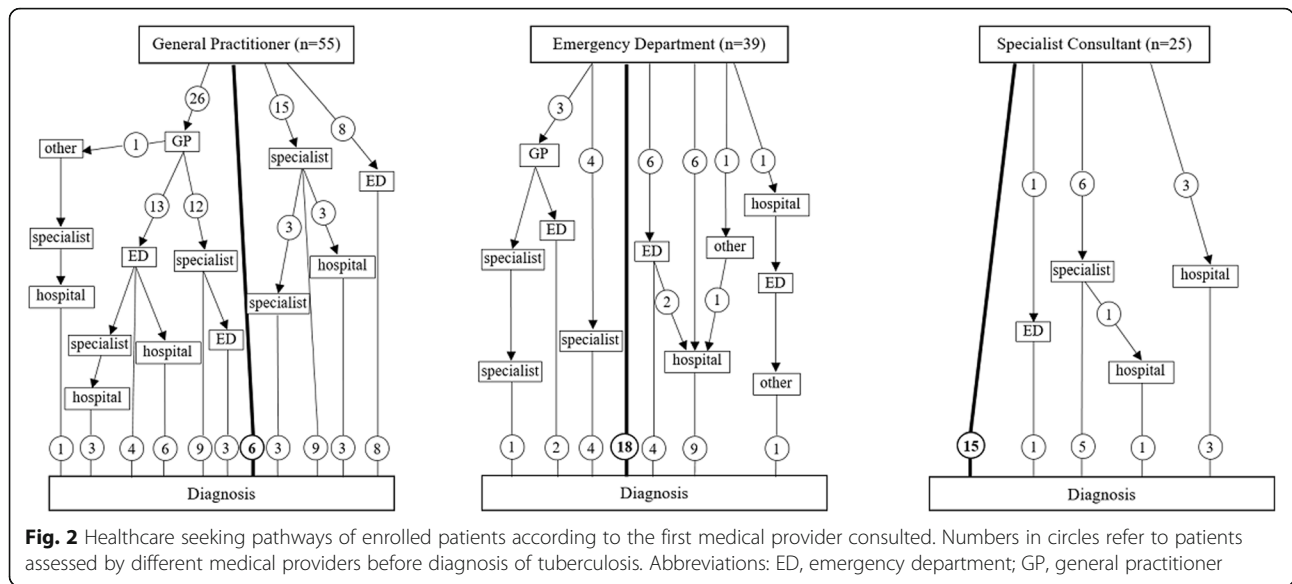 General Practitioner (n=55)
Emergency Department (n=39)
Specialist Consultant (n=25)
26
15
8
other
1
GP
specialist
ED
13
12
specialist
ED
specialist
3
3
hospital
hospital
specialist
specialist
hospital
ED
hospital
1
3
4
6
9
3
6
3
9
3
8
Diagnosis
3
GP
4
6
6
1
1
hospital
ED
specialist
ED
other
ED
2
1
specialist
hospital
specialist
other
1
2
4
18
4
9
1
Diagnosis
1
6
3
specialist
hospital
1
ED
hospital
15
1
5
1
3
Diagnosis
Fig. 2 Healthcare seeking pathways of enrolled patients according to the first medical provider consulted. Numbers in circles refer to patients
assessed by different medical providers before diagnosis of tuberculosis. Abbreviations: ED, emergency department; GP, general practitioner